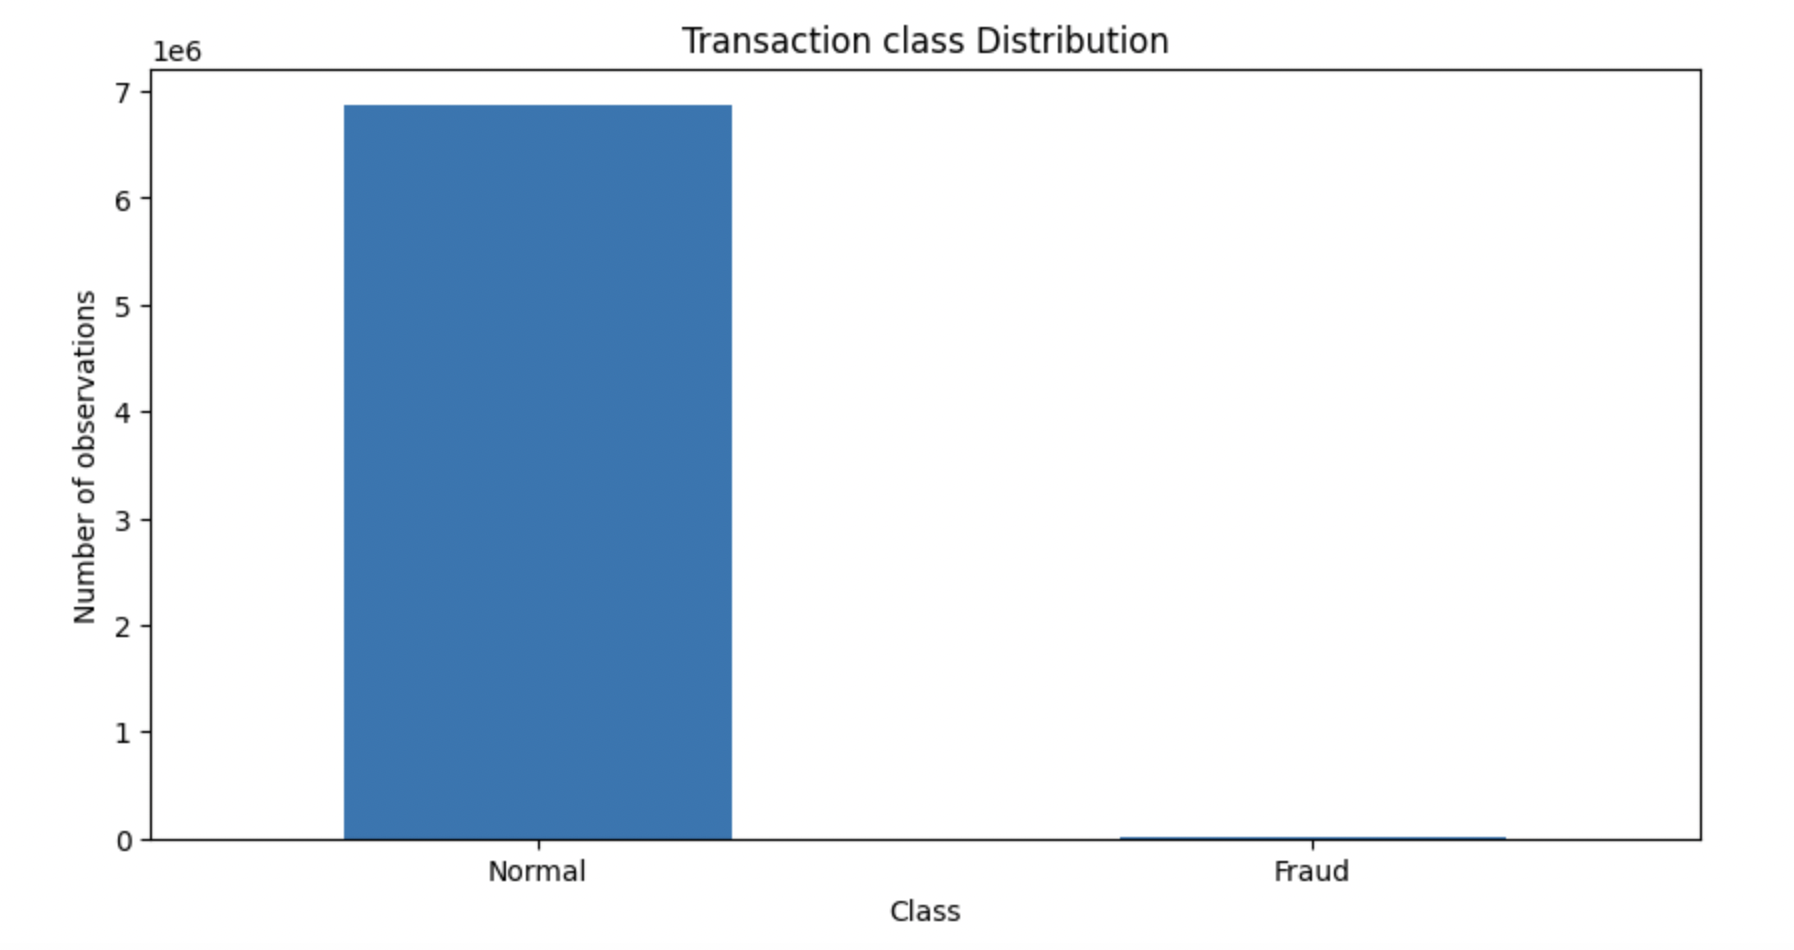 Transaction class Distribution
1e6
7
6
5
4
3
2
1
0
Number of observations
Normal
Fraud
Class